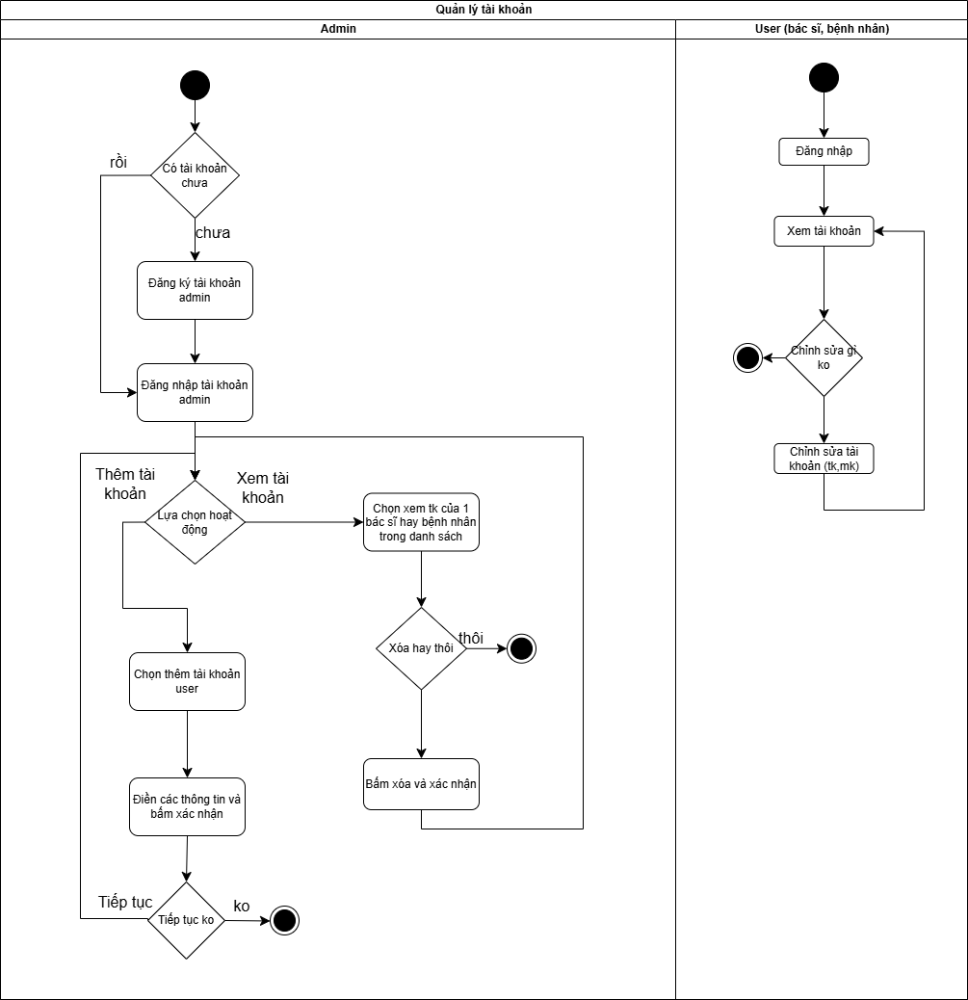 Quản lý tài khoản
Admin
User (bác sĩ, bệnh nhân)
rồi
Có tài khoản
chưa
chưa
Đăng ký tài khoản
admin
Đăng nhập tài khoản
admin
Thêm tài
khoản
Xem tài
khoản
Lựa chọn hoạt
động
Chọn xem tk của 1
bác sĩ hay bệnh nhân
trong danh sách
Xóa hay thôi
thôi
Chọn thêm tài khoản
user
Bấm xóa và xác nhận
Điền các thông tin và
bấm xác nhận
Tiếp tục
Tiếp tục ko
ko
Đăng nhập
Xem tài khoản
Chỉnh sửa gì
ko
Chỉnh sửa tài
khoản (tk,mk)